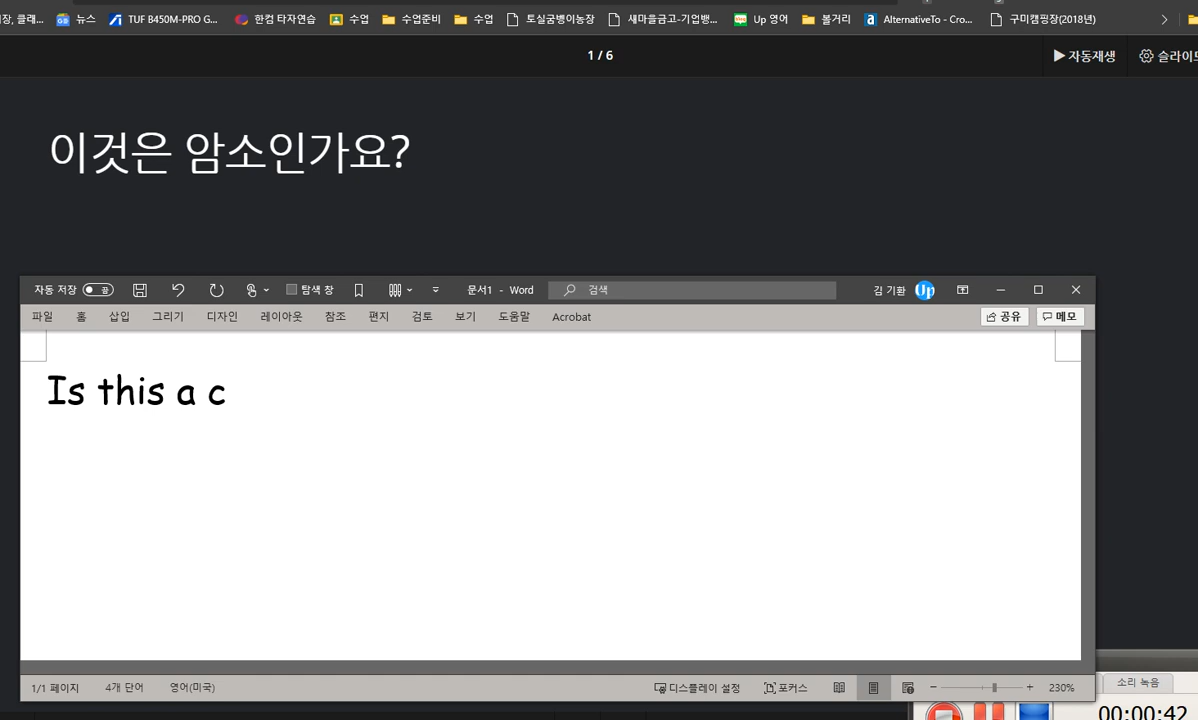 장, 클래... 뉴스 TUF B450M-PRO G... 한컴 타자연습 수업 수업준비 수업 토실굼벵이농장 새마을금고-기업뱅... Up 영어 볼거리 AlternativeTo - Cro... 구미캠핑장(2018년)
1 / 6 ▶ 자동재생 슬라이드
이것은 암소인가요?
자동 저장 끔 탐색 창 문서1 - Word 검색 김 기환 Up
파일 홈 삽입 그리기 디자인 레이아웃 참조 편지 검토 보기 도움말 Acrobat 공유 메모
Is this a c
1/1 페이지 4개 단어 영어(미국) 디스플레이 설정 포커스 230%
소리 녹음
00:00:42